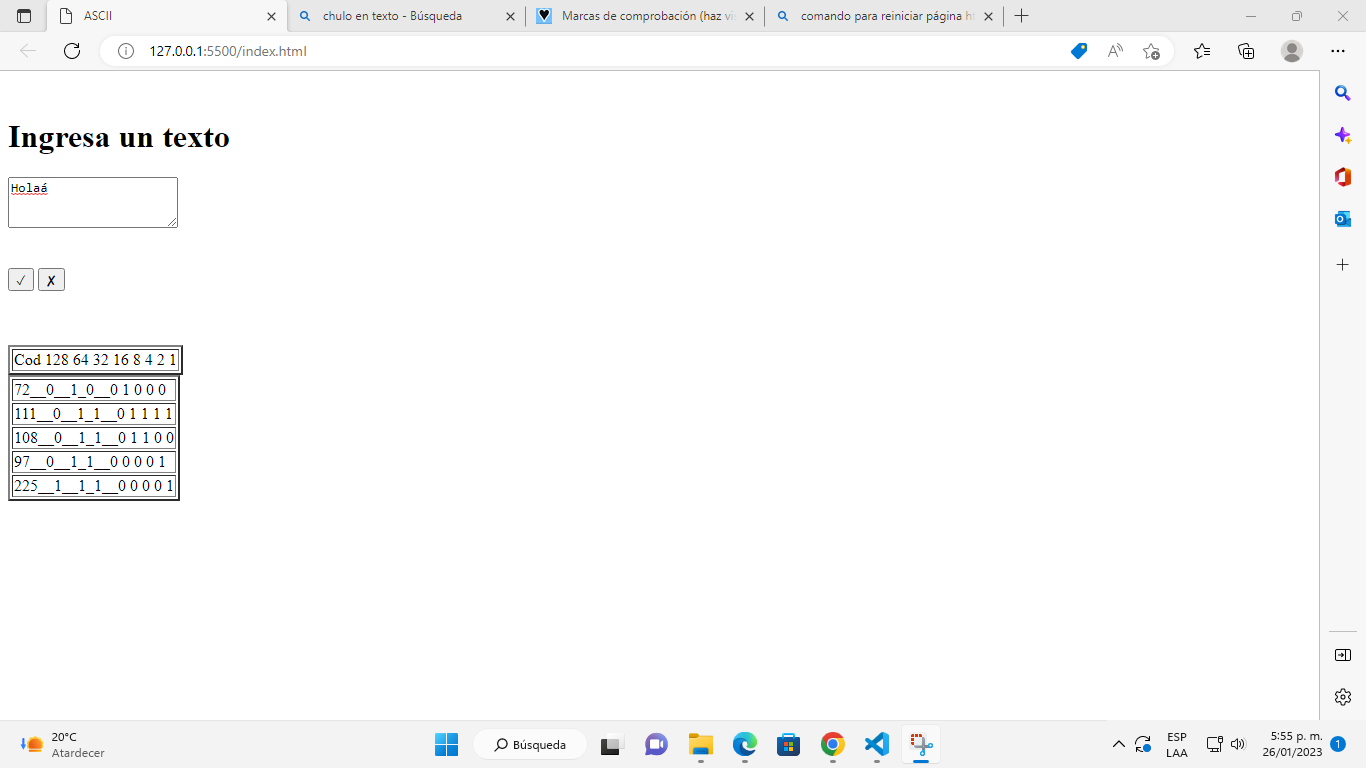 ASCII
chulo en texto - Búsqueda
Marcas de comprobación (haz vi
comando para reiniciar página h
127.0.0.1:5500/index.html
Ingresa un texto
Holaá
✓ ✗
Cod 128 64 32 16 8 4 2 1
72__0__1_0__0 1 0 0 0
111__0__1_1__0 1 1 1 1
108__0__1_1__0 1 1 0 0
97__0__1_1__0 0 0 0 1
225__1__1_1__0 0 0 0 1
20°C
Atardecer
Búsqueda
ESP
LAA
5:55 p. m.
26/01/2023
1